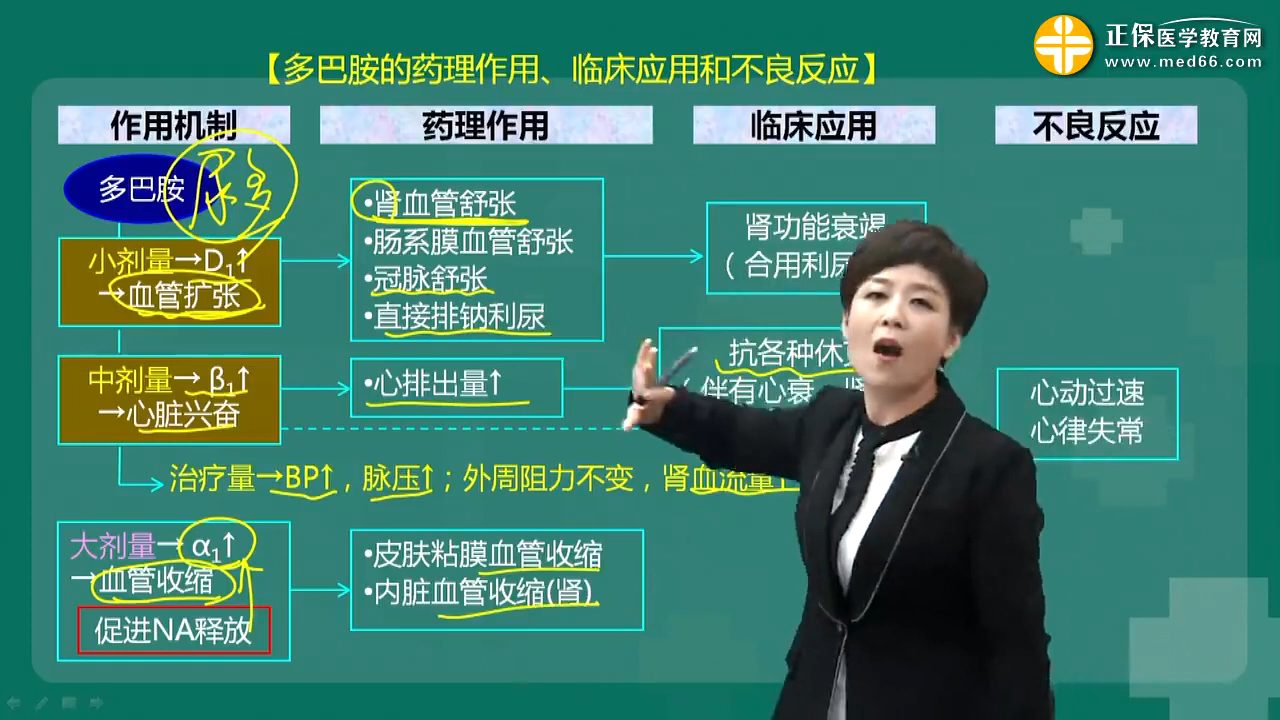 正保医学教育网
www.med66.com
【多巴胺的药理作用、临床应用和不良反应】
作用机制
药理作用
临床应用
不良反应
多巴胺
尿多
小剂量→D₁↑
→血管扩张
•肾血管舒张
•肠系膜血管舒张
•冠脉舒张
•直接排钠利尿
肾功能衰竭
（合用利尿
中剂量→β₁↑
→心脏兴奋
•心排出量↑
抗各种休
（伴有心衰、
心动过速
心律失常
治疗量→BP↑，脉压↑；外周阻力不变，肾血流量↑
大剂量→α₁↑
→血管收缩
促进NA释放
•皮肤粘膜血管收缩
•内脏血管收缩(肾)